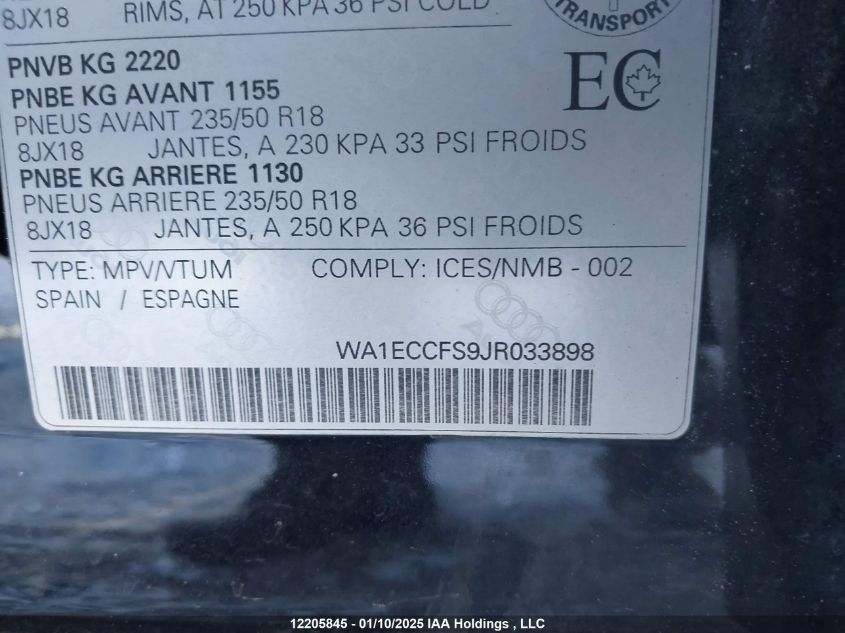 8JX18 RIMS, AT 250 KPA 36 PSI COLD
TRANSPORT
PNVB KG 2220
EC
PNBE KG AVANT 1155
PNEUS AVANT 235/50 R18
8JX18 JANTES, A 230 KPA 33 PSI FROIDS
PNBE KG ARRIERE 1130
PNEUS ARRIERE 235/50 R18
8JX18 JANTES, A 250 KPA 36 PSI FROIDS
TYPE: MPV/VTUM COMPLY: ICES/NMB - 002
SPAIN / ESPAGNE
WA1ECCFS9JR033898
12205845 - 01/10/2025 IAA Holdings , LLC